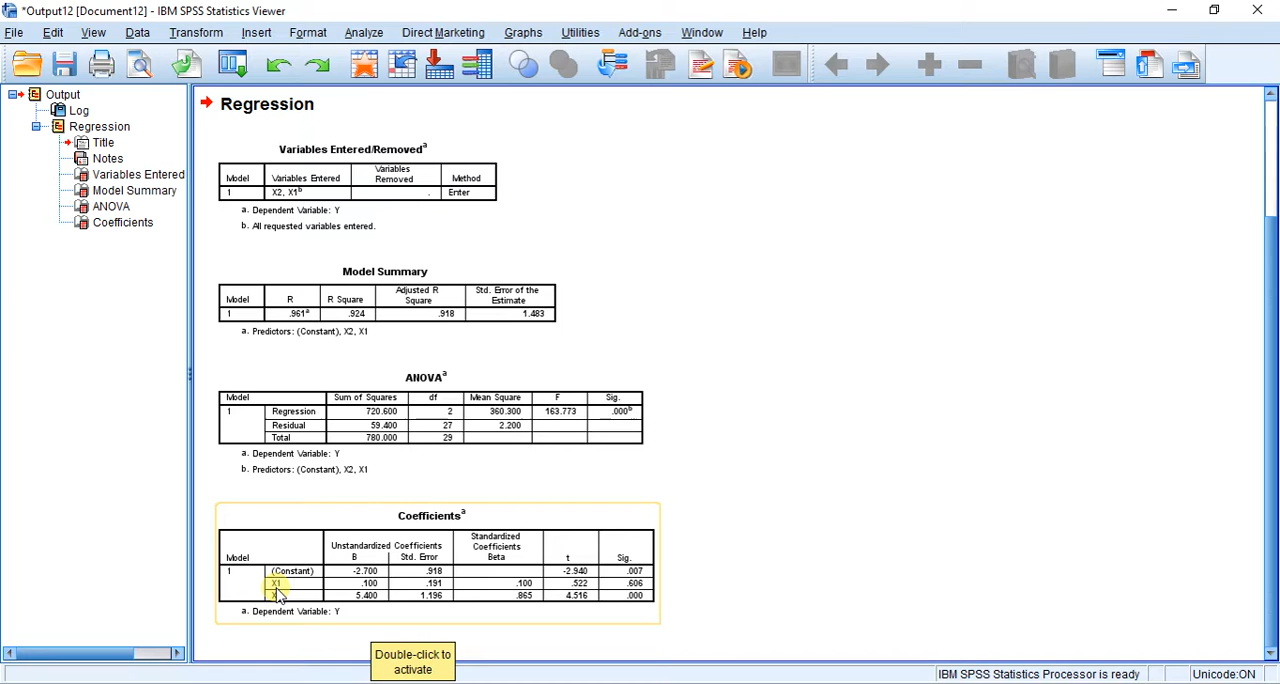 *Output12 [Document12] - IBM SPSS Statistics Viewer
File Edit View Data Transform Insert Format Analyze Direct Marketing Graphs Utilities Add-ons Window Help
Output
Log
Regression
Title
Notes
Variables Entered
Model Summary
ANOVA
Coefficients
Regression
Variables Entered/Removedª
Model Variables Entered Variables Removed Method
1 X2, X1ᵇ . Enter
a. Dependent Variable: Y
b. All requested variables entered.
Model Summary
Model R R Square Adjusted R Square Std. Error of the Estimate
1 .961ª .924 .918 1.483
a. Predictors: (Constant), X2, X1
ANOVAª
Model Sum of Squares df Mean Square F Sig.
1 Regression 720.600 2 360.300 163.773 .000ᵇ
Residual 59.400 27 2.200
Total 780.000 29
a. Dependent Variable: Y
b. Predictors: (Constant), X2, X1
Coefficientsª
Model Unstandardized Coefficients B Std. Error Standardized Coefficients Beta t Sig.
1 (Constant) -2.700 .918 -2.940 .007
X1 .100 .191 .100 .522 .606
5.400 1.196 .865 4.516 .000
a. Dependent Variable: Y
Double-click to
activate
IBM SPSS Statistics Processor is ready Unicode:ON